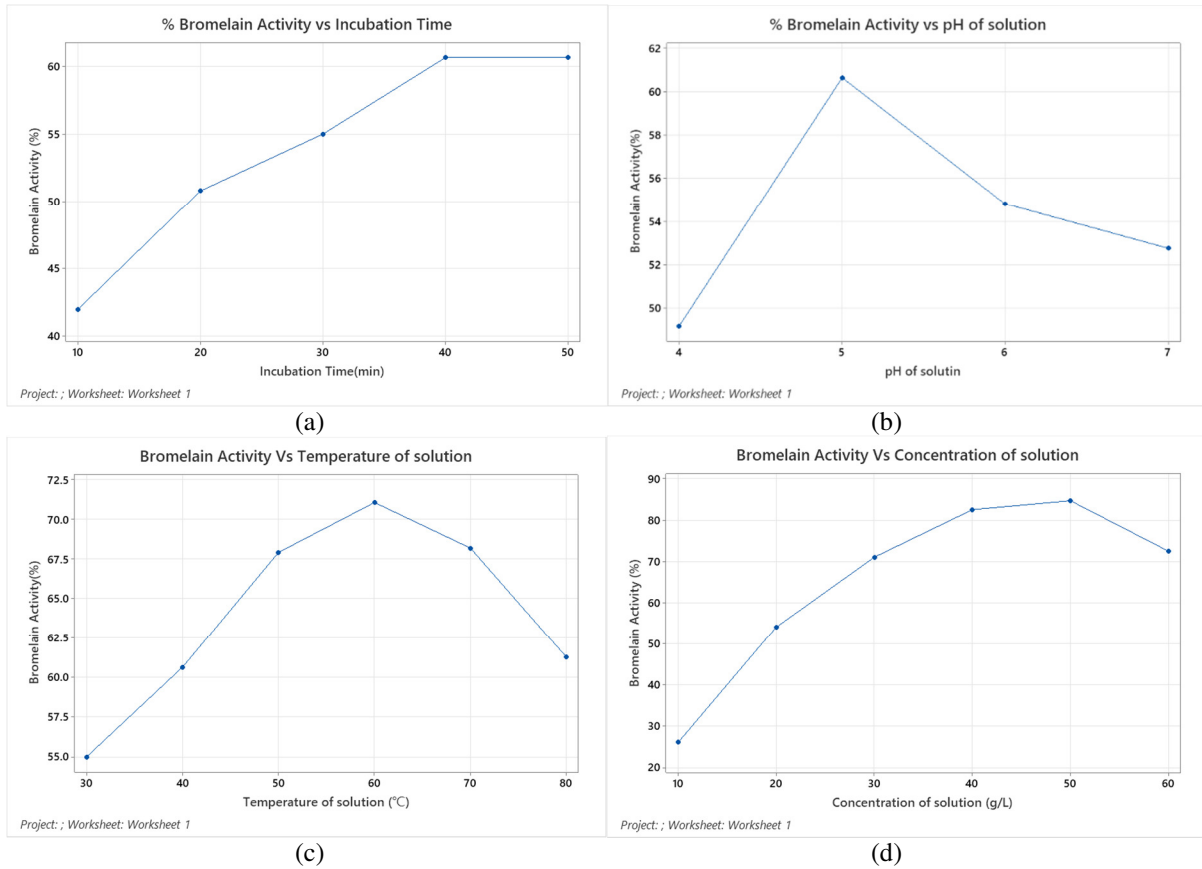 % Bromelain Activity vs Incubation Time
Bromelain Activity (%)
60
55
50
45
40
10 20 30 40 50
Incubation Time(min)
Project: ; Worksheet: Worksheet 1
(a)
% Bromelain Activity vs pH of solution
Bromelain Activity(%)
62
60
58
56
54
52
50
4 5 6 7
pH of solutin
Project: ; Worksheet: Worksheet 1
(b)
Bromelain Activity Vs Temperature of solution
Bromelain Activity(%)
72.5
70.0
67.5
65.0
62.5
60.0
57.5
55.0
30 40 50 60 70 80
Temperature of solution (℃)
Project: ; Worksheet: Worksheet 1
(c)
Bromelain Activity Vs Concentration of solution
Bromelain Activity (%)
90
80
70
60
50
40
30
20
10 20 30 40 50 60
Concentration of solution (g/L)
Project: ; Worksheet: Worksheet 1
(d)